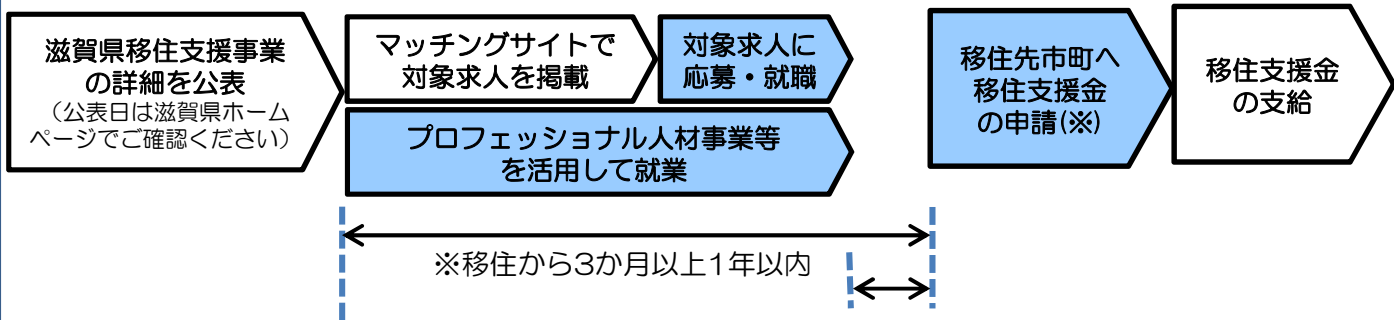 滋賀県移住支援事業
の詳細を公表
（公表日は滋賀県ホーム
ページでご確認ください）
マッチングサイトで
対象求人を掲載
対象求人に
応募・就職
プロフェッショナル人材事業等
を活用して就業
移住先市町へ
移住支援金
の申請(※)
移住支援金
の支給
※移住から3か月以上1年以内